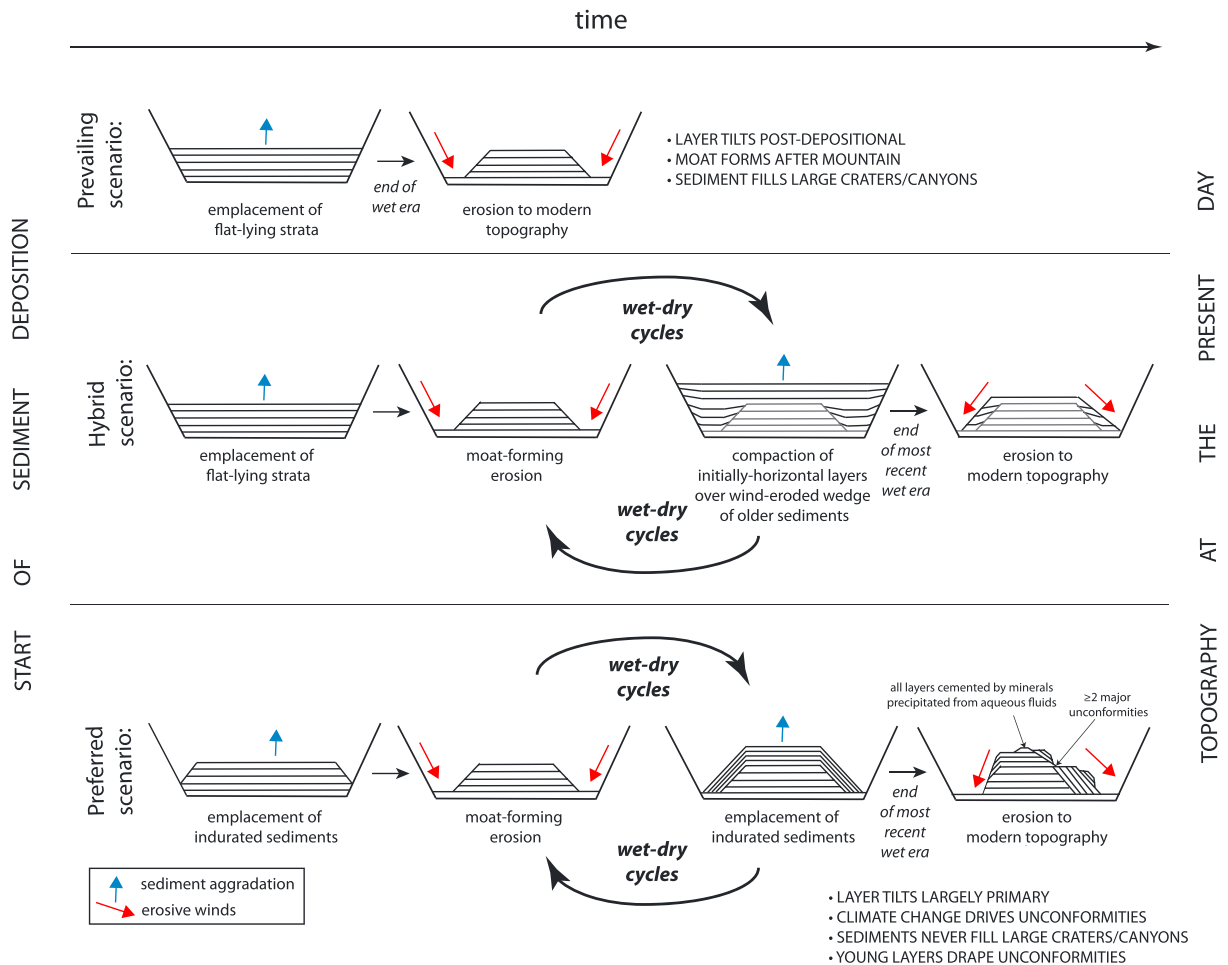 time
START OF SEDIMENT DEPOSITION
TOPOGRAPHY AT THE PRESENT DAY
Prevailing
scenario:
emplacement of
flat-lying strata
end of
wet era
erosion to modern
topography
• LAYER TILTS POST-DEPOSITIONAL
• MOAT FORMS AFTER MOUNTAIN
• SEDIMENT FILLS LARGE CRATERS/CANYONS
Hybrid
scenario:
wet-dry
cycles
emplacement of
flat-lying strata
moat-forming
erosion
compaction of
initially-horizontal layers
over wind-eroded wedge
of older sediments
end
of most
recent
wet era
erosion to
modern topography
wet-dry
cycles
Preferred
scenario:
wet-dry
cycles
all layers cemented by minerals
precipitated from aqueous fluids
≥2 major
unconformities
emplacement of
indurated sediments
moat-forming
erosion
emplacement of
indurated sediments
end
of most
recent
wet era
erosion to
modern topography
wet-dry
cycles
sediment aggradation
erosive winds
• LAYER TILTS LARGELY PRIMARY
• CLIMATE CHANGE DRIVES UNCONFORMITIES
• SEDIMENTS NEVER FILL LARGE CRATERS/CANYONS
• YOUNG LAYERS DRAPE UNCONFORMITIES